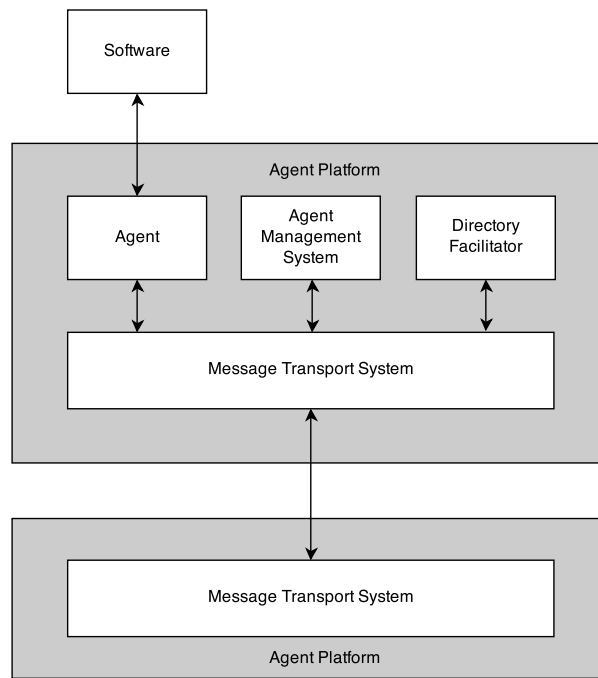 Software
Agent Platform
Agent
Agent
Management
System
Directory
Facilitator
Message Transport System
Message Transport System
Agent Platform